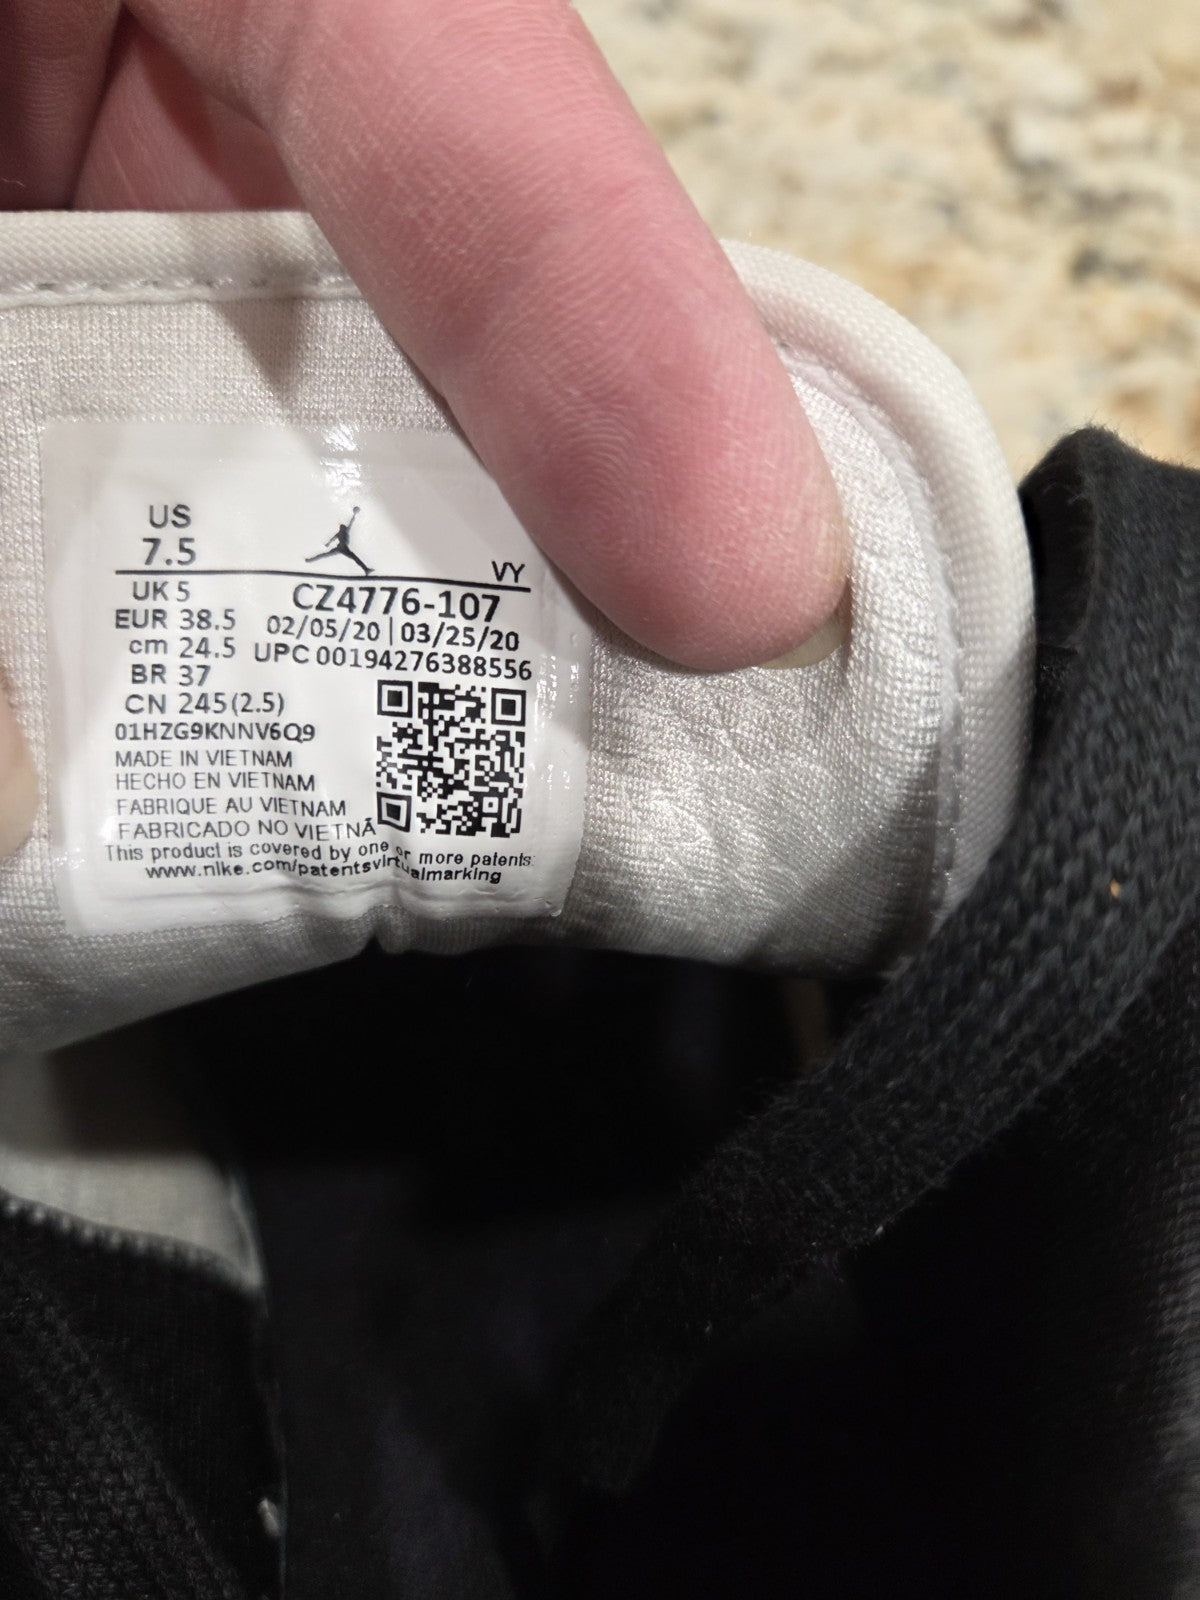 US
7.5
VY
UK 5
CZ4776-107
EUR 38.5
02/05/20 | 03/25/20
cm 24.5
UPC 00194276388556
BR 37
CN 245(2.5)
01HZG9KNNV6Q9
MADE IN VIETNAM
HECHO EN VIETNAM
FABRIQUE AU VIETNAM
FABRICADO NO VIETNÃ
This product is covered by one or more patents:
www.nike.com/patentsvirtualmarking